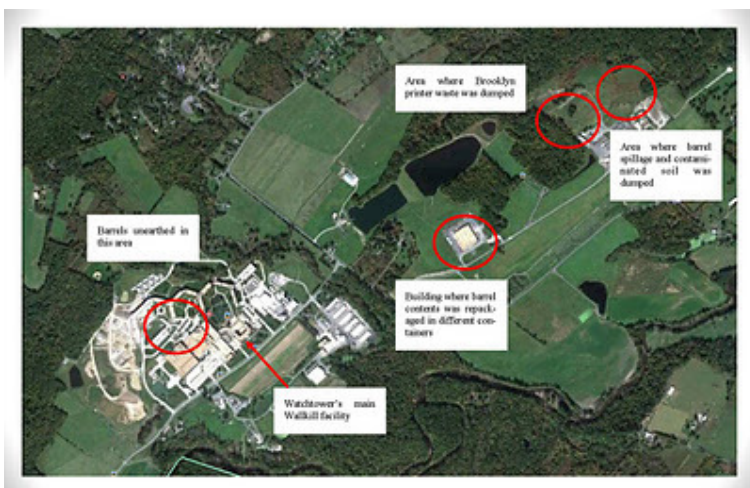 Area where Brooklyn
printer waste was dumped
Area where barrel
spillage and contami-
nated soil was
dumped
Barrels unearthed in
this area
Building where barrel
contents was repack-
aged in different con-
tainers
Watchtower's main
Wallkill facility